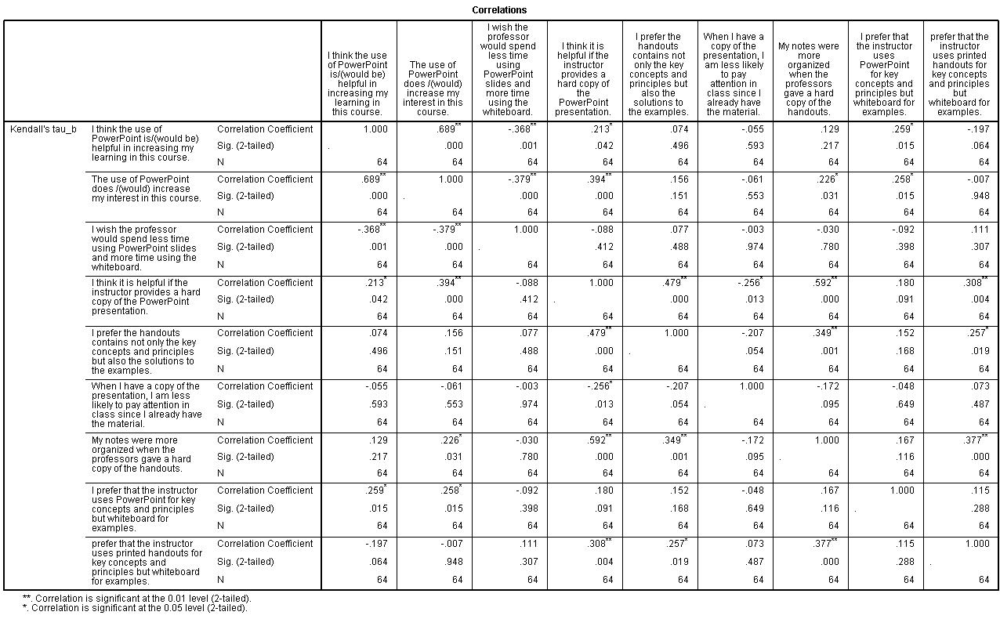 Correlations
I think the use
of PowerPoint
is/(would be)
helpful in
increasing my
learning in
this course.
The use of
PowerPoint
does /(would)
increase my
interest in this
course.
I wish the
professor
would spend
less time
using
PowerPoint
slides and
more time
using the
whiteboard.
I think it is
helpful if the
instructor
provides a
hard copy of
the
PowerPoint
presentation.
I prefer the
handouts
contains not
only the key
concepts and
principles but
also the
solutions to
the examples.
When I have a
copy of the
presentation, I
am less likely
to pay
attention in
class since I
already have
the material.
My notes were
more
organized
when the
professors
gave a hard
copy of the
handouts.
I prefer that
the instructor
uses
PowerPoint
for key
concepts and
principles but
whiteboard for
examples.
prefer that the
instructor
uses printed
handouts for
key concepts
and principles
but
whiteboard for
examples.
Kendall's tau_b
I think the use of
PowerPoint is/(would be)
helpful in increasing my
learning in this course.
Correlation Coefficient 1.000 .689** -.368** .213* .074 -.055 .129 .259* -.197
Sig. (2-tailed) . .000 .001 .042 .496 .593 .217 .015 .064
N 64 64 64 64 64 64 64 64 64
The use of PowerPoint
does /(would) increase
my interest in this course.
Correlation Coefficient .689** 1.000 -.379** .394** .156 -.061 .226* .258* -.007
Sig. (2-tailed) .000 . .000 .000 .151 .553 .031 .015 .948
N 64 64 64 64 64 64 64 64 64
I wish the professor
would spend less time
using PowerPoint slides
and more time using the
whiteboard.
Correlation Coefficient -.368** -.379** 1.000 -.088 .077 -.003 -.030 -.092 .111
Sig. (2-tailed) .001 .000 . .412 .488 .974 .780 .398 .307
N 64 64 64 64 64 64 64 64 64
I think it is helpful if the
instructor provides a hard
copy of the PowerPoint
presentation.
Correlation Coefficient .213* .394** -.088 1.000 .479** -.256* .592** .180 .308**
Sig. (2-tailed) .042 .000 .412 . .000 .013 .000 .091 .004
N 64 64 64 64 64 64 64 64 64
I prefer the handouts
contains not only the key
concepts and principles
but also the solutions to
the examples.
Correlation Coefficient .074 .156 .077 .479** 1.000 -.207 .349** .152 .257*
Sig. (2-tailed) .496 .151 .488 .000 . .054 .001 .168 .019
N 64 64 64 64 64 64 64 64 64
When I have a copy of the
presentation, I am less
likely to pay attention in
class since I already have
the material.
Correlation Coefficient -.055 -.061 -.003 -.256* -.207 1.000 -.172 -.048 .073
Sig. (2-tailed) .593 .553 .974 .013 .054 . .095 .649 .487
N 64 64 64 64 64 64 64 64 64
My notes were more
organized when the
professors gave a hard
copy of the handouts.
Correlation Coefficient .129 .226* -.030 .592** .349** -.172 1.000 .167 .377**
Sig. (2-tailed) .217 .031 .780 .000 .001 .095 . .116 .000
N 64 64 64 64 64 64 64 64 64
I prefer that the instructor
uses PowerPoint for key
concepts and principles
but whiteboard for
examples.
Correlation Coefficient .259* .258* -.092 .180 .152 -.048 .167 1.000 .115
Sig. (2-tailed) .015 .015 .398 .091 .168 .649 .116 . .288
N 64 64 64 64 64 64 64 64 64
prefer that the instructor
uses printed handouts for
key concepts and
principles but whiteboard
for examples.
Correlation Coefficient -.197 -.007 .111 .308** .257* .073 .377** .115 1.000
Sig. (2-tailed) .064 .948 .307 .004 .019 .487 .000 .288 .
N 64 64 64 64 64 64 64 64 64
**. Correlation is significant at the 0.01 level (2-tailed).
*. Correlation is significant at the 0.05 level (2-tailed).